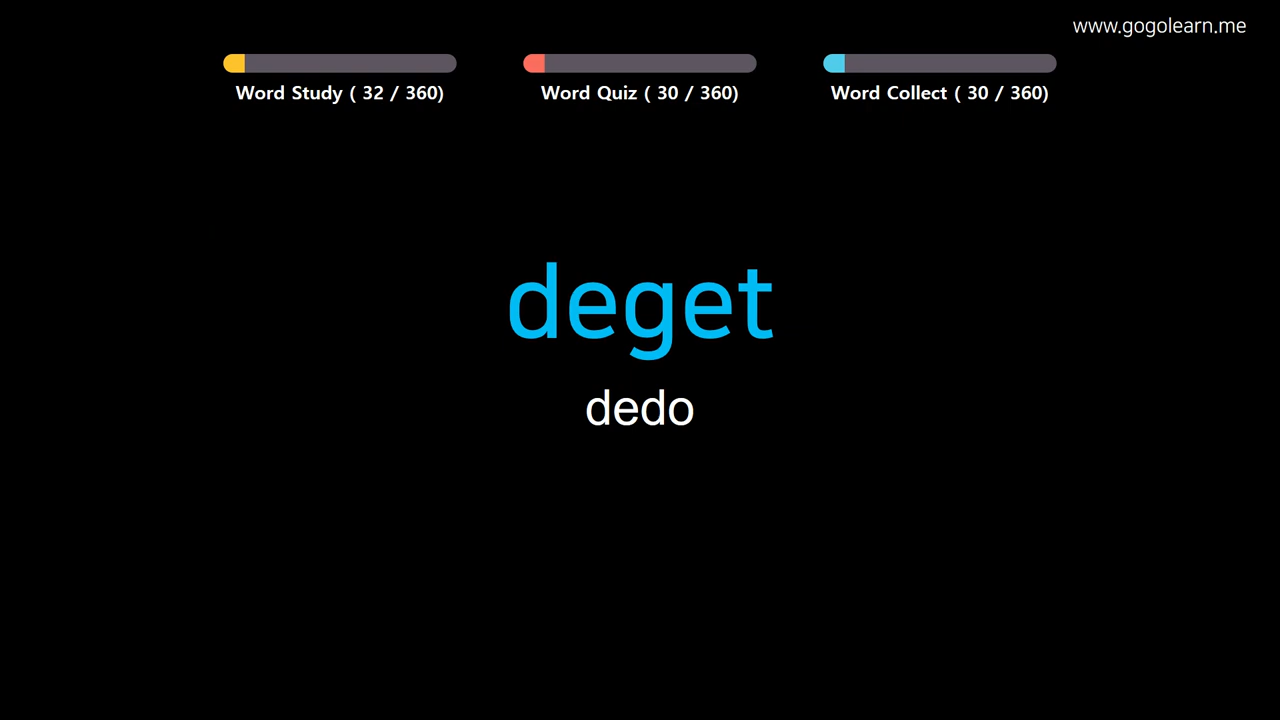 www.gogolearn.me
Word Study ( 32 / 360)
Word Quiz ( 30 / 360)
Word Collect ( 30 / 360)
deget
dedo